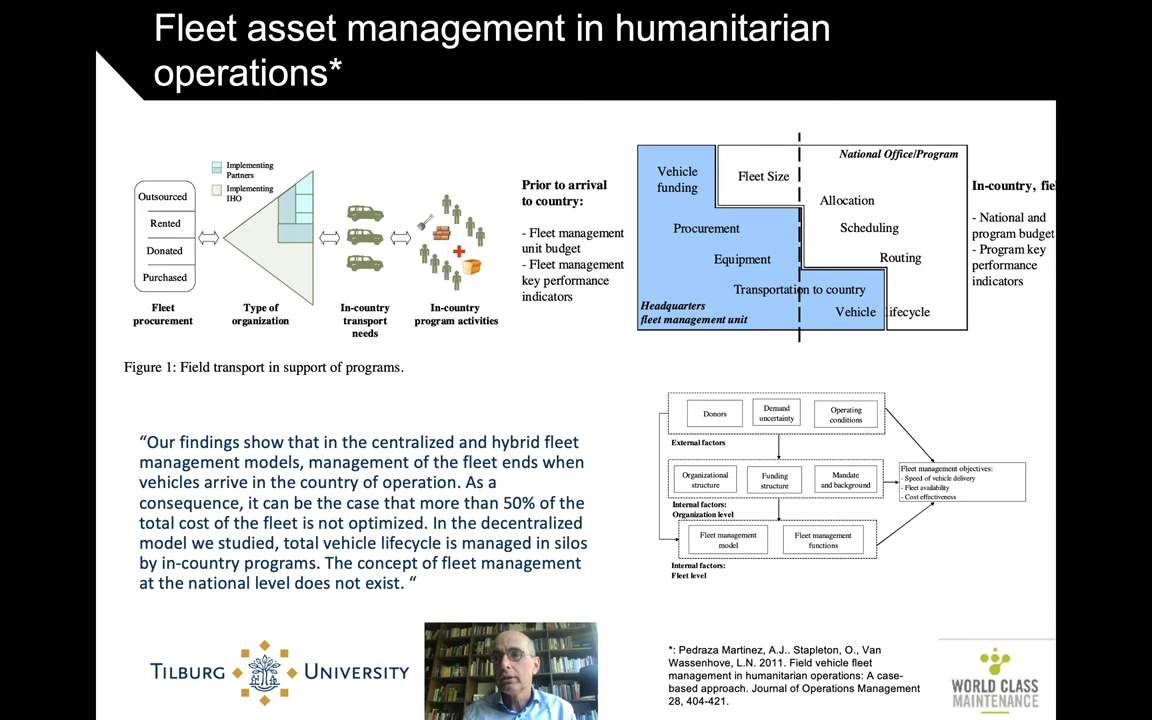 Fleet asset management in humanitarian
operations*
Implementing
Partners
Implementing
IHO
Outsourced
Rented
Donated
Purchased
Fleet
procurement
Type of
organization
In-country
transport
needs
In-country
program activities
Figure 1: Field transport in support of programs.
Prior to arrival
to country:
- Fleet management
unit budget
- Fleet management
key performance
indicators
Vehicle
funding
Fleet Size
National Office/Program
Allocation
Procurement
Scheduling
Equipment
Routing
Transportation to country
Headquarters
fleet management unit
Vehicle lifecycle
In-country, fie
- National and
program budget
- Program key
performance
indicators
“Our findings show that in the centralized and hybrid fleet
management models, management of the fleet ends when
vehicles arrive in the country of operation. As a
consequence, it can be the case that more than 50% of the
total cost of the fleet is not optimized. In the decentralized
model we studied, total vehicle lifecycle is managed in silos
by in-country programs. The concept of fleet management
at the national level does not exist. “
Donors
Demand
uncertainty
Operating
conditions
External factors
Organizational
structure
Funding
structure
Mandate
and background
Internal factors:
Organization level
Fleet management
model
Fleet management
functions
Internal factors:
Fleet level
Fleet management objectives:
- Speed of vehicle delivery
- Fleet availability
- Cost effectiveness
TILBURG UNIVERSITY
*: Pedraza Martinez, A.J.. Stapleton, O., Van
Wassenhove, L.N. 2011. Field vehicle fleet
management in humanitarian operations: A case-
based approach. Journal of Operations Management
28, 404-421.
WORLD CLASS
MAINTENANCE